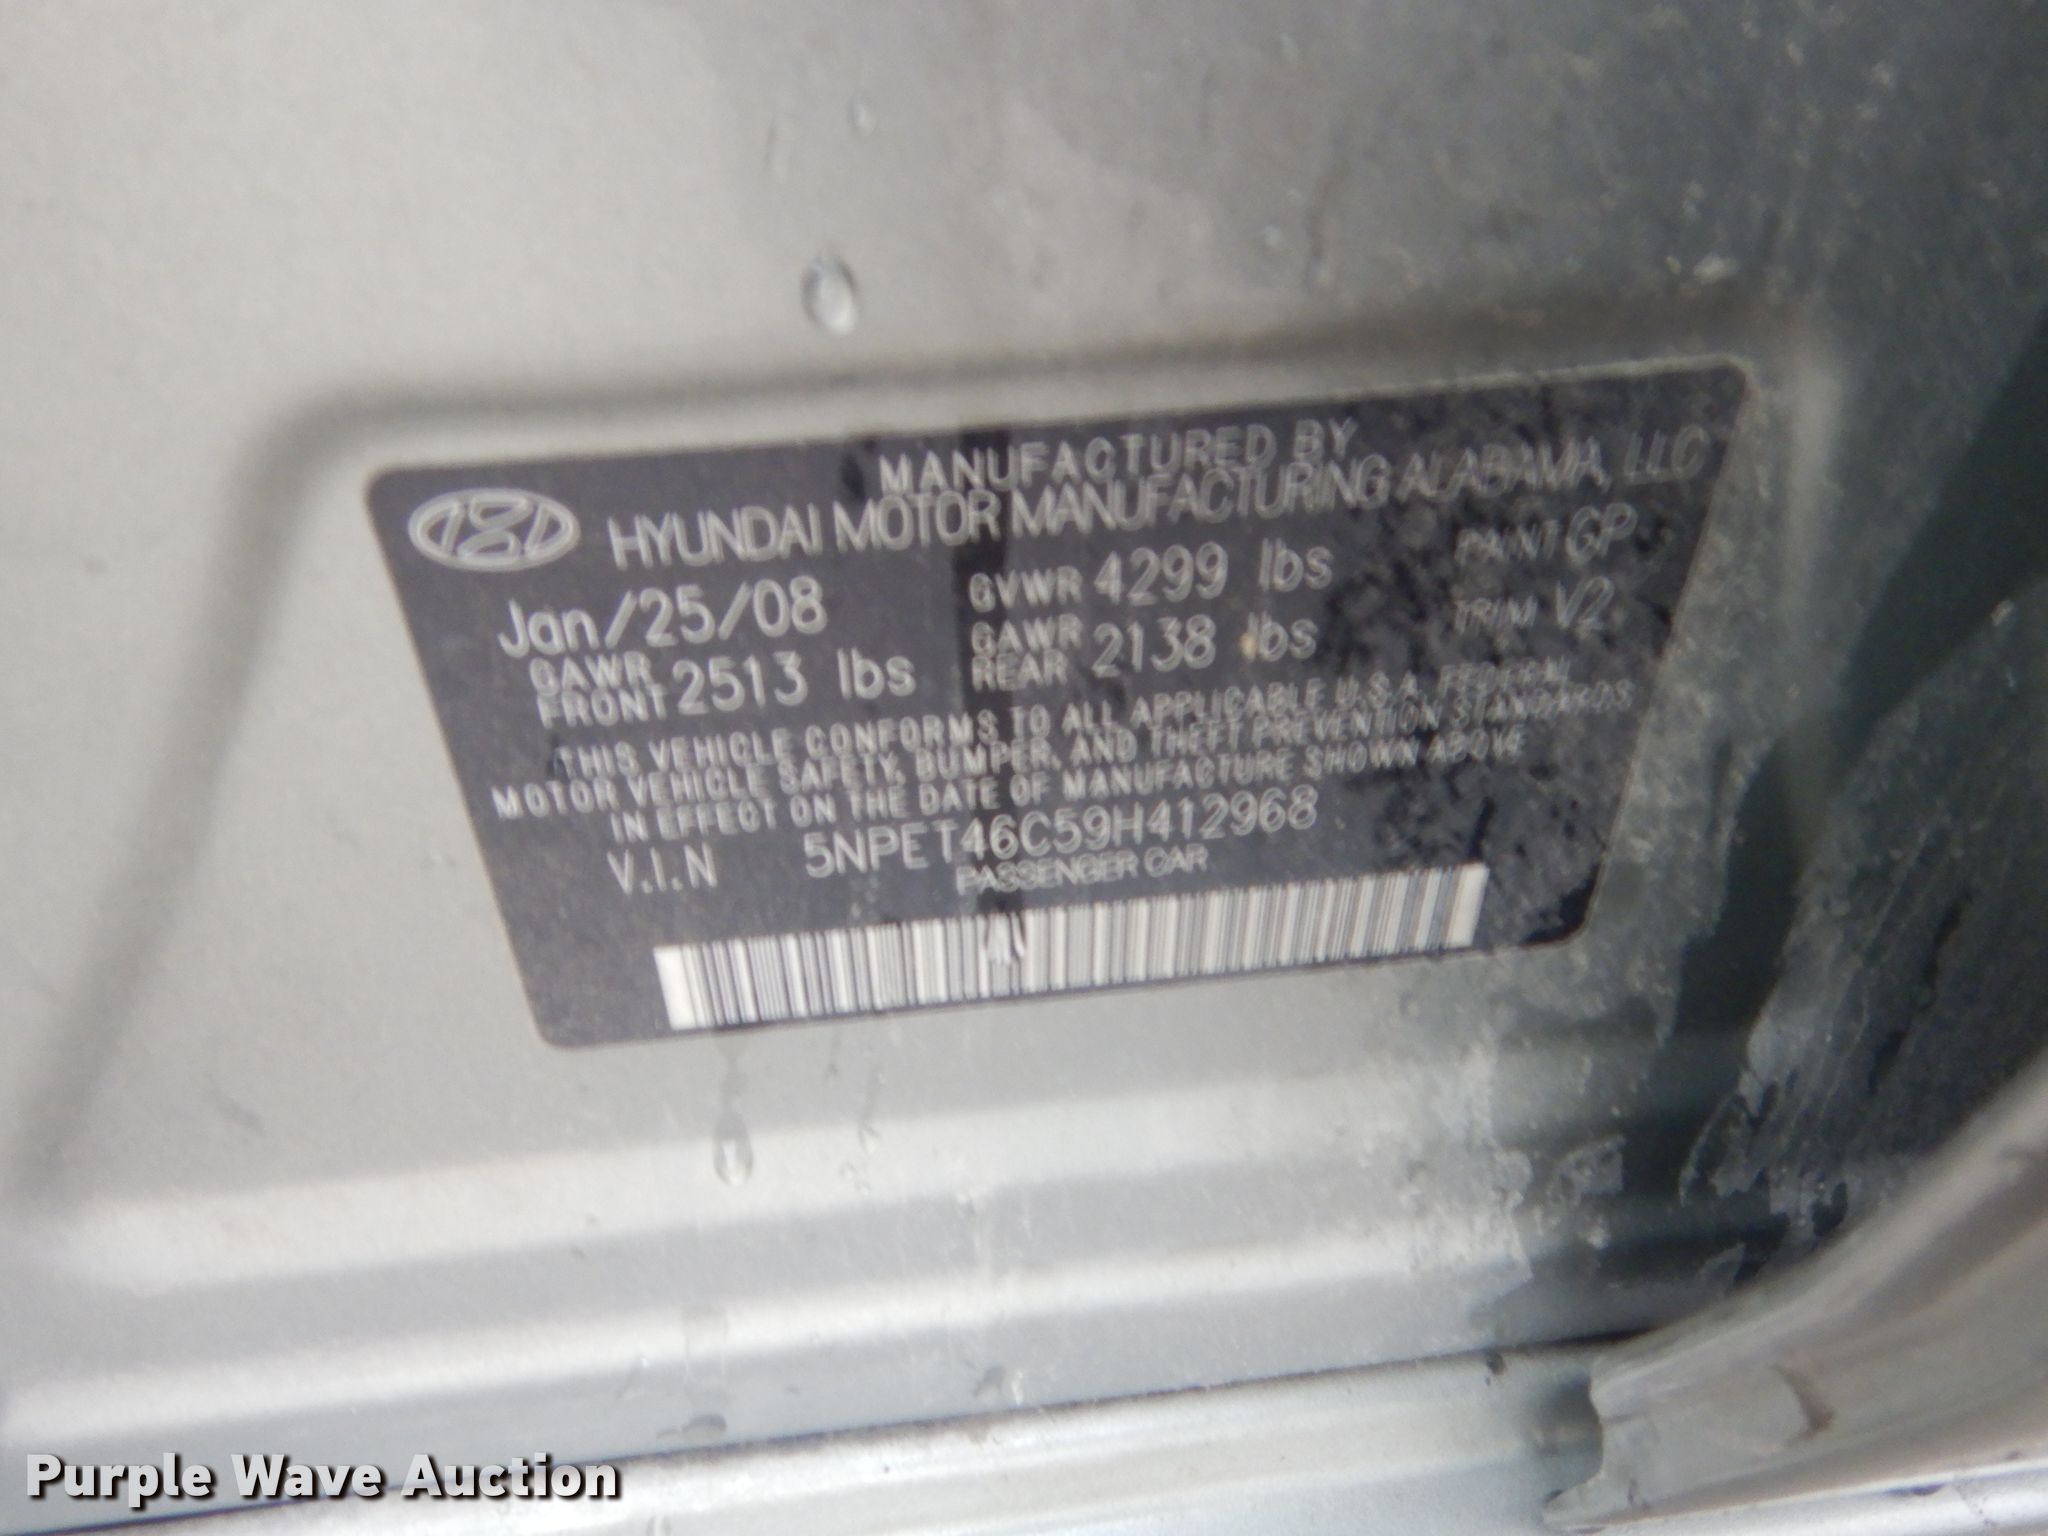 MANUFACTURED BY
HYUNDAI MOTOR MANUFACTURING ALABAMA, LLC
Jan/25/08 GVWR 4299 lbs PAINT GP
GAWR FRONT 2513 lbs GAWR REAR 2138 lbs TRIM V2
THIS VEHICLE CONFORMS TO ALL APPLICABLE U.S.A. FEDERAL
MOTOR VEHICLE SAFETY, BUMPER, AND THEFT PREVENTION STANDARDS
IN EFFECT ON THE DATE OF MANUFACTURE SHOWN ABOVE
V.I.N 5NPET46C59H412968
PASSENGER CAR
Purple Wave Auction